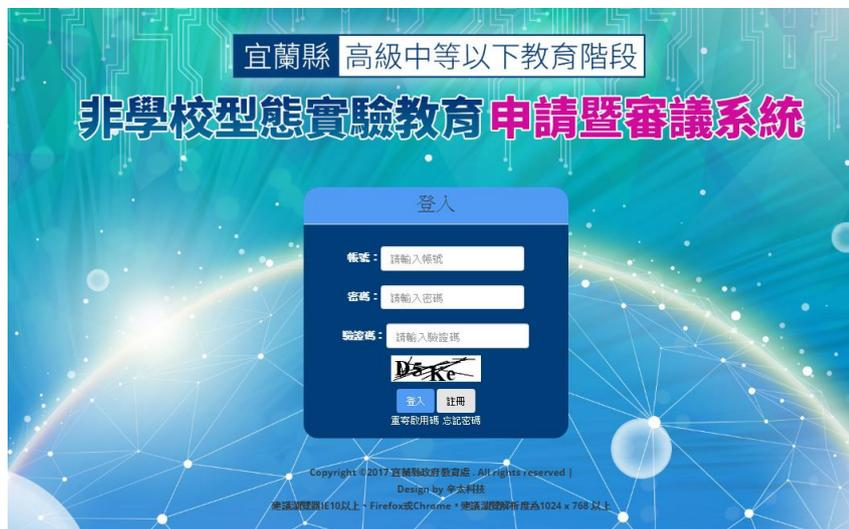 宜蘭縣 高級中等以下教育階段
非學校型態實驗教育申請暨審議系統
登入
帳號： 請輸入帳號
密碼： 請輸入密碼
驗證碼： 請輸入驗證碼
D5Ke
登入 註冊
重寄啟用碼 忘記密碼
Copyright ©2017 宜蘭縣政府教育處 . All rights reserved |
Design by 辛太科技
建議瀏覽器IE10以上、Firefox或Chrome，建議瀏覽解析度為1024 x 768 以上